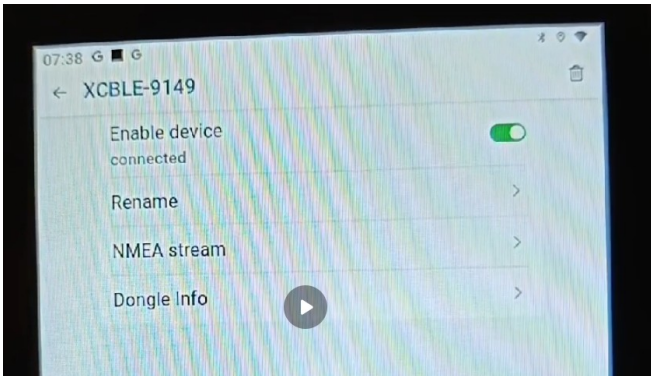 07:38 G G
XCBLE-9149
Enable device
connected
Rename
NMEA stream
Dongle Info